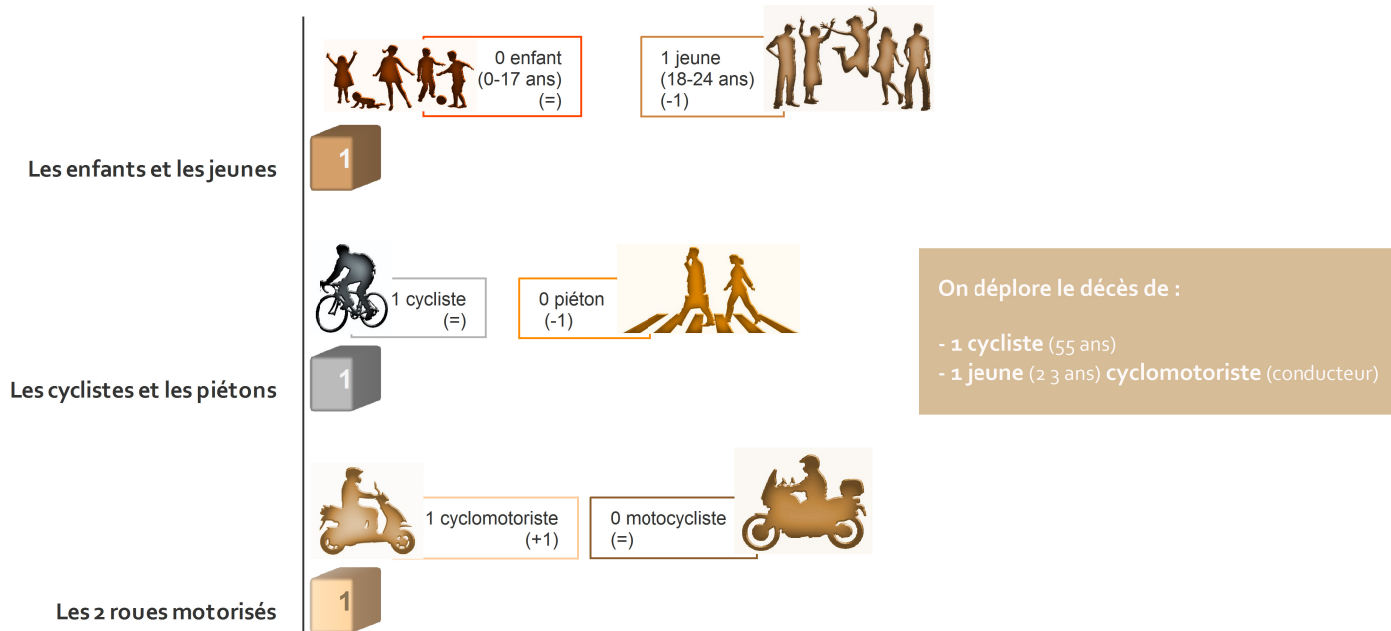 0 enfant
(0-17 ans)
(=)
1 jeune
(18-24 ans)
(-1)
Les enfants et les jeunes
1
1 cycliste
(=)
0 piéton
(-1)
On déplore le décès de :
- 1 cycliste (55 ans)
- 1 jeune (2 3 ans) cyclomotoriste (conducteur)
Les cyclistes et les piétons
1
1 cyclomotoriste
(+1)
0 motocycliste
(=)
Les 2 roues motorisés
1